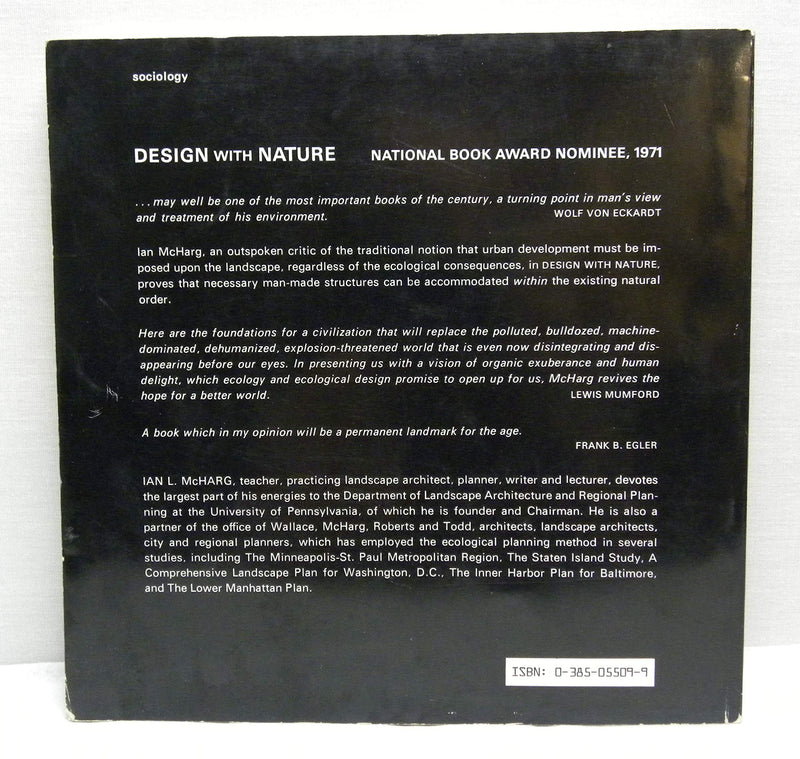 sociology
DESIGN WITH NATURE NATIONAL BOOK AWARD NOMINEE, 1971
...may well be one of the most important books of the century, a turning point in man's view
and treatment of his environment. WOLF VON ECKARDT
Ian McHarg, an outspoken critic of the traditional notion that urban development must be im-
posed upon the landscape, regardless of the ecological consequences, in DESIGN WITH NATURE,
proves that necessary man-made structures can be accommodated within the existing natural
order.
Here are the foundations for a civilization that will replace the polluted, bulldozed, machine-
dominated, dehumanized, explosion-threatened world that is even now disintegrating and dis-
appearing before our eyes. In presenting us with a vision of organic exuberance and human
delight, which ecology and ecological design promise to open up for us, McHarg revives the
hope for a better world. LEWIS MUMFORD
A book which in my opinion will be a permanent landmark for the age.
FRANK B. EGLER
IAN L. McHARG, teacher, practicing landscape architect, planner, writer and lecturer, devotes
the largest part of his energies to the Department of Landscape Architecture and Regional Plan-
ning at the University of Pennsylvania, of which he is founder and Chairman. He is also a
partner of the office of Wallace, McHarg, Roberts and Todd, architects, landscape architects,
city and regional planners, which has employed the ecological planning method in several
studies, including The Minneapolis-St. Paul Metropolitan Region, The Staten Island Study, A
Comprehensive Landscape Plan for Washington, D.C., The Inner Harbor Plan for Baltimore,
and The Lower Manhattan Plan.
ISBN: 0-385-05509-9